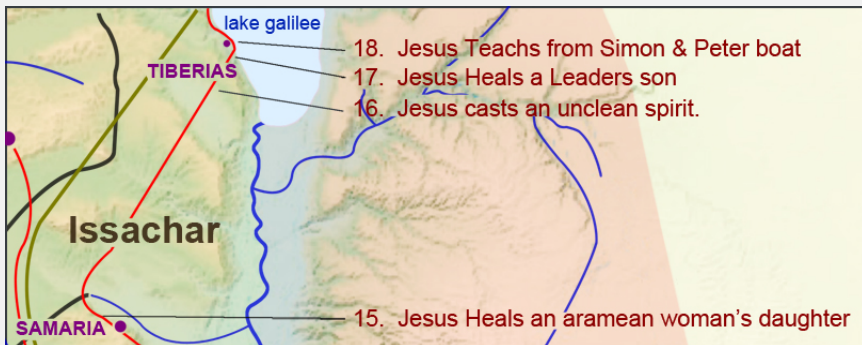 lake galilee
18. Jesus Teachs from Simon & Peter boat
TIBERIAS
17. Jesus Heals a Leaders son
16. Jesus casts an unclean spirit.
Issachar
SAMARIA
15. Jesus Heals an aramean woman's daughter